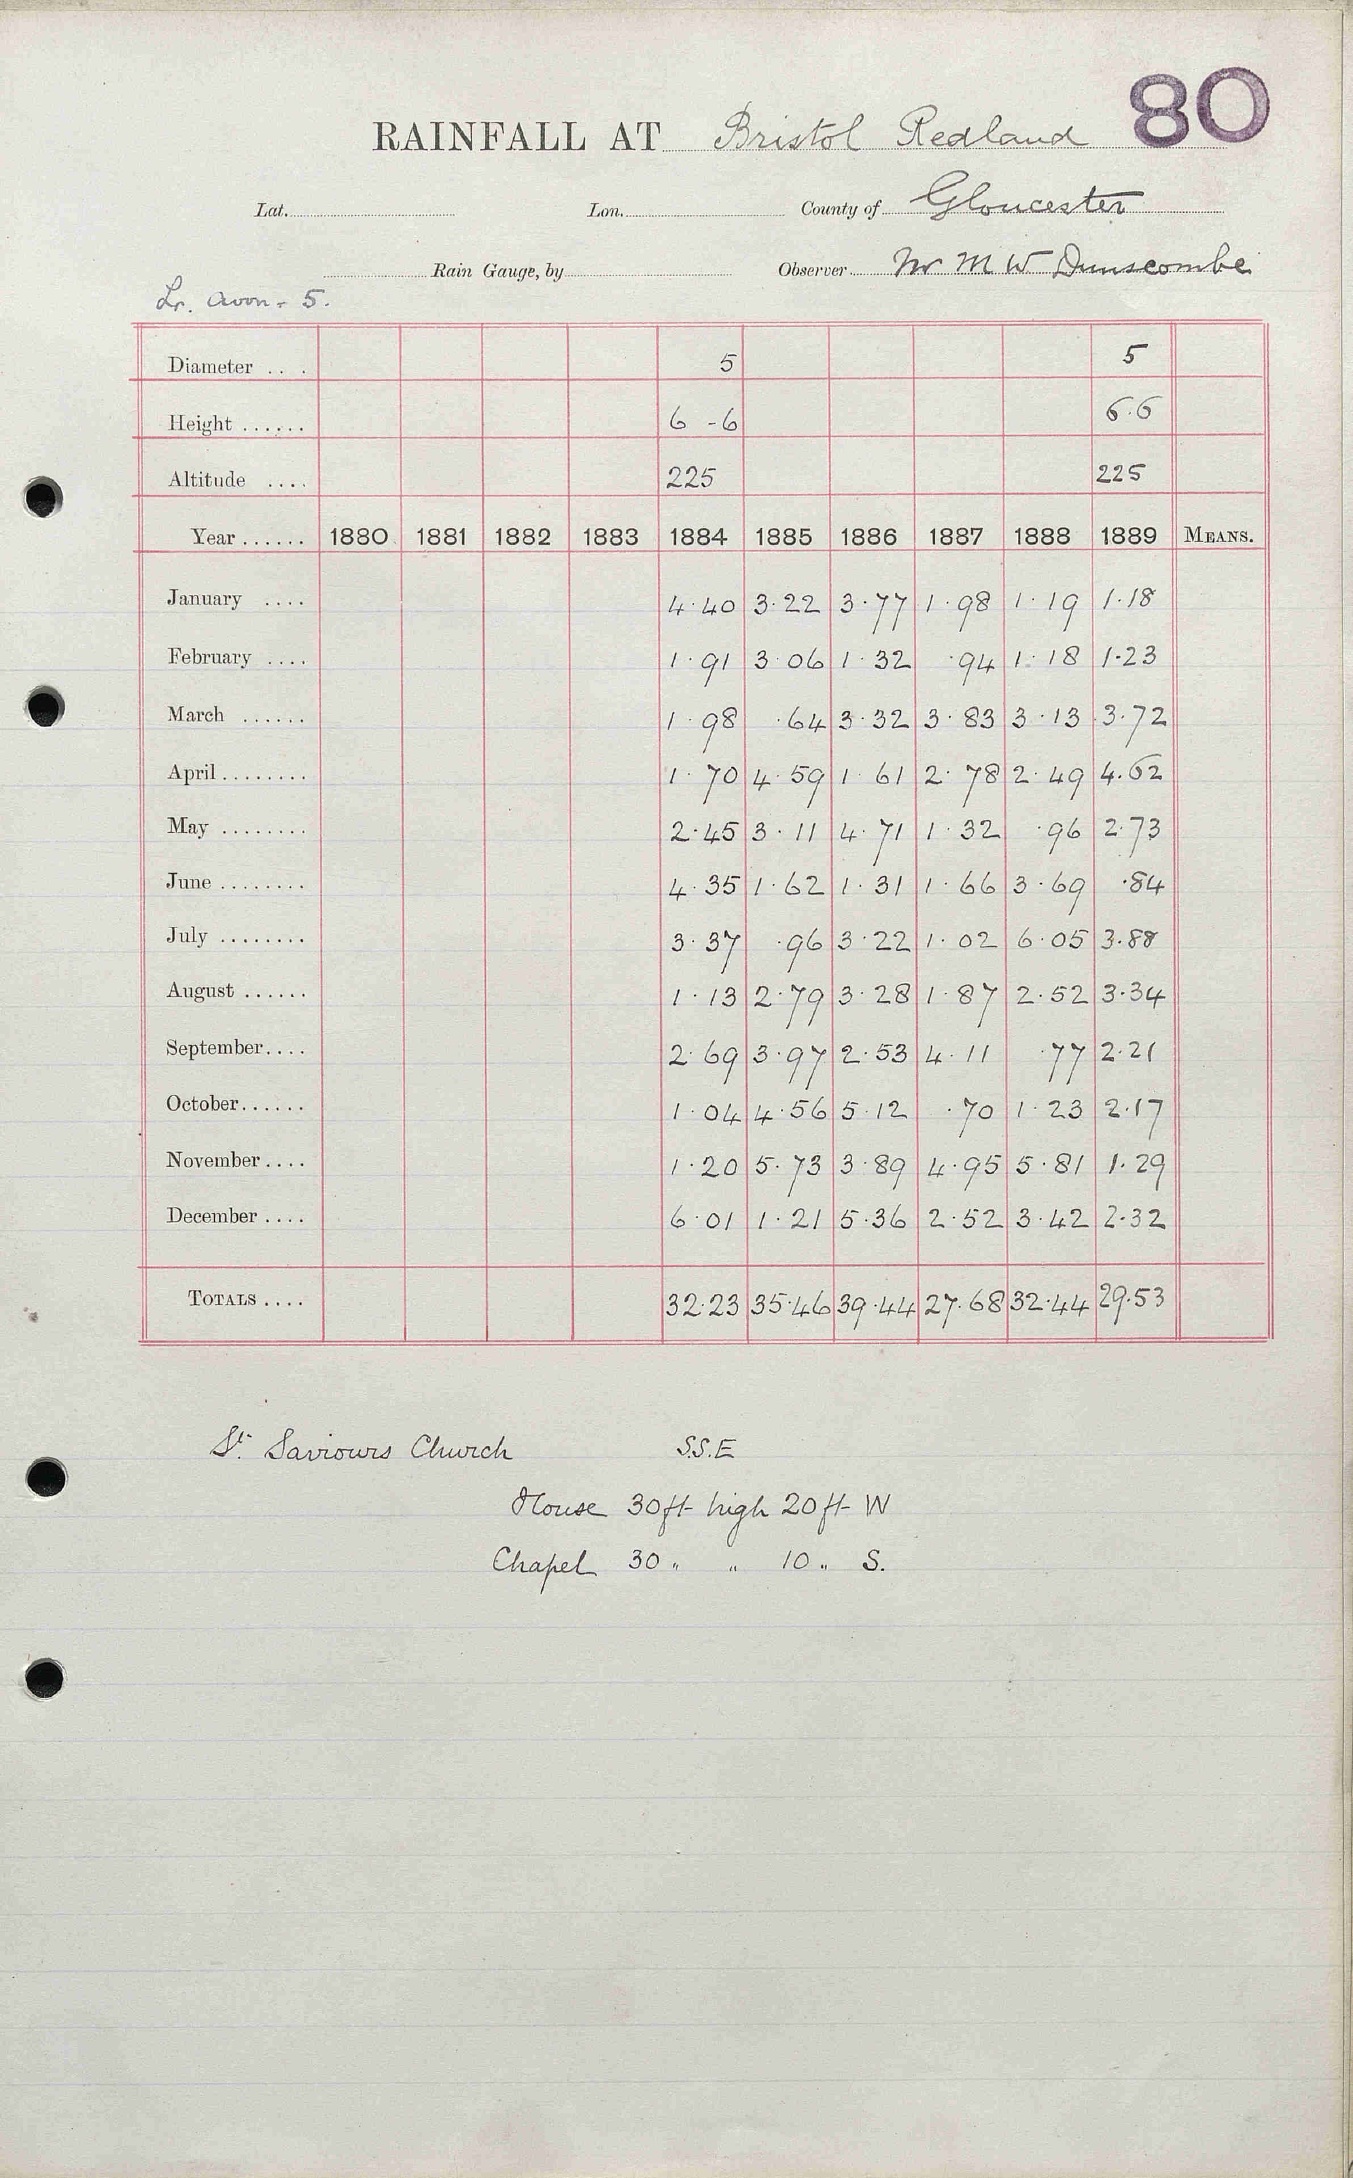 80
RAINFALL AT Bristol Redland
Lat. Lon. County of Gloucester
Rain Gauge, by Observer Mr M W Dunscombe
Lr. Avon - 5.
Diameter ... 5 5
Height ...... 6 -6 6.6
Altitude .... 225 225
Year ...... 1880 1881 1882 1883 1884 1885 1886 1887 1888 1889 MEANS.
January .... 4.40 3.22 3.77 1.98 1.19 1.18
February .... 1.91 3.06 1.32 .94 1.18 1.23
March ...... 1.98 .64 3.32 3.83 3.13 3.72
April........ 1.70 4.59 1.61 2.78 2.49 4.62
May ........ 2.45 3.11 4.71 1.32 .96 2.73
June ........ 4.35 1.62 1.31 1.66 3.69 .84
July ........ 3.37 .96 3.22 1.02 6.05 3.88
August ...... 1.13 2.79 3.28 1.87 2.52 3.34
September.... 2.69 3.97 2.53 4.11 .77 2.21
October...... 1.04 4.56 5.12 .70 1.23 2.17
November .... 1.20 5.73 3.89 4.95 5.81 1.29
December .... 6.01 1.21 5.36 2.52 3.42 2.32
TOTALS .... 32.23 35.46 39.44 27.68 32.44 29.53
St. Saviours Church S.S.E
House 30ft high 20ft W
Chapel 30 " " 10 " S.